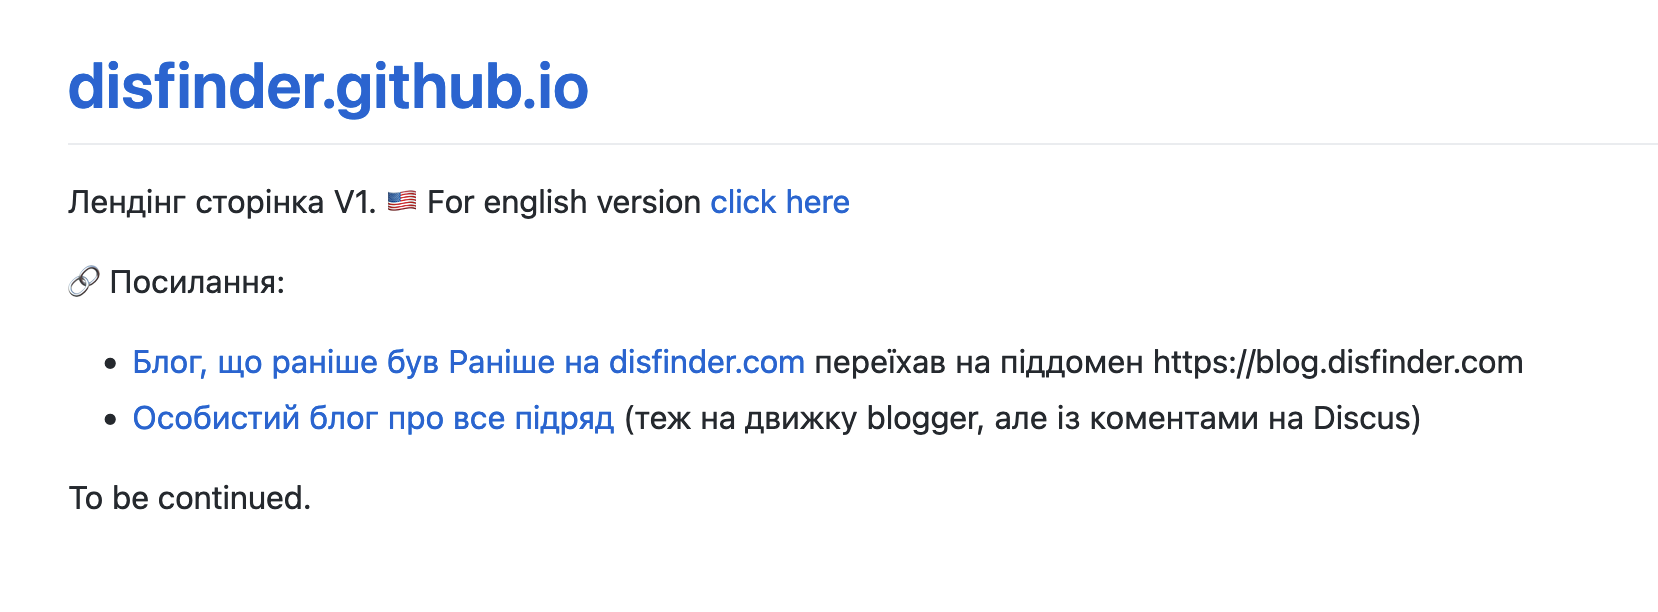 disfinder.github.io
Лендінг сторінка V1. 🇺🇸 For english version click here
🔗 Посилання:
• Блог, що раніше був Раніше на disfinder.com переїхав на піддомен https://blog.disfinder.com
• Особистий блог про все підряд (теж на движку blogger, але із коментами на Discus)
To be continued.